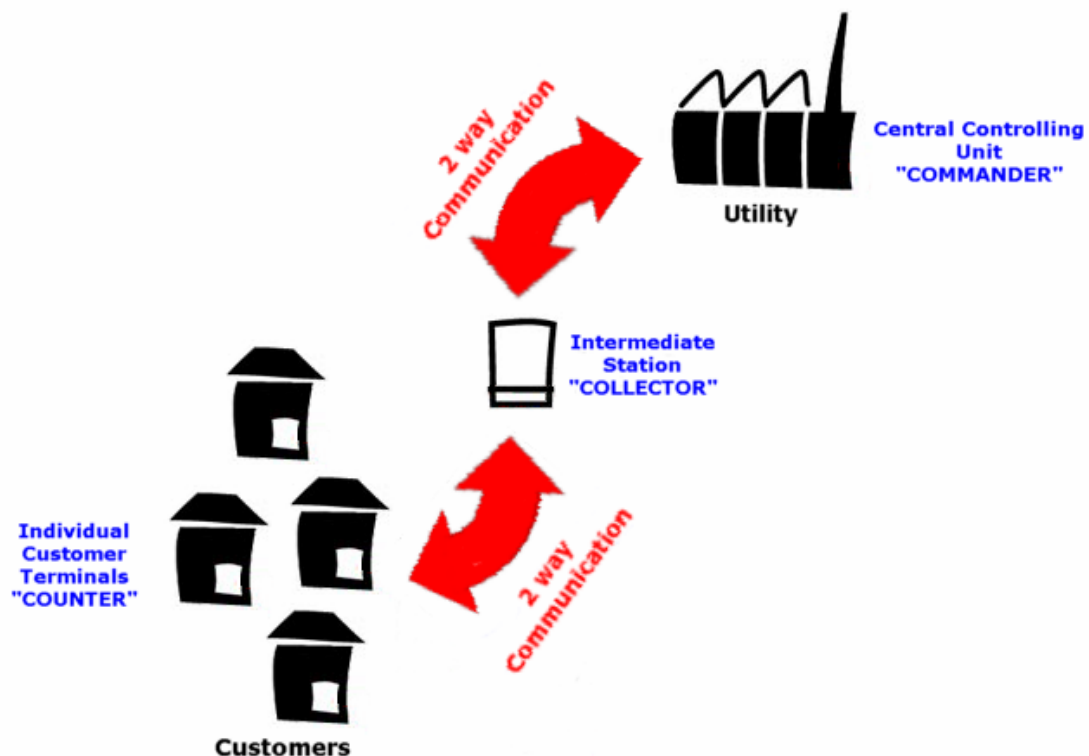 2 way
Communication
Central Controlling
Unit
"COMMANDER"
Utility
Intermediate
Station
"COLLECTOR"
Individual
Customer
Terminals
"COUNTER"
2 way
Communication
Customers